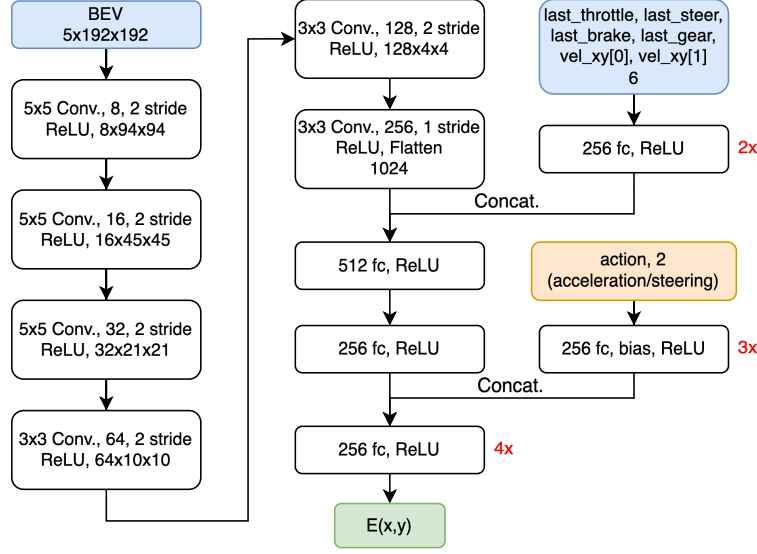 BEV
5x192x192
5x5 Conv., 8, 2 stride
ReLU, 8x94x94
5x5 Conv., 16, 2 stride
ReLU, 16x45x45
5x5 Conv., 32, 2 stride
ReLU, 32x21x21
3x3 Conv., 64, 2 stride
ReLU, 64x10x10
3x3 Conv., 128, 2 stride
ReLU, 128x4x4
3x3 Conv., 256, 1 stride
ReLU, Flatten
1024
last_throttle, last_steer,
last_brake, last_gear,
vel_xy[0], vel_xy[1]
6
256 fc, ReLU
2x
Concat.
512 fc, ReLU
256 fc, ReLU
action, 2
(acceleration/steering)
256 fc, bias, ReLU
3x
Concat.
256 fc, ReLU
4x
E(x,y)